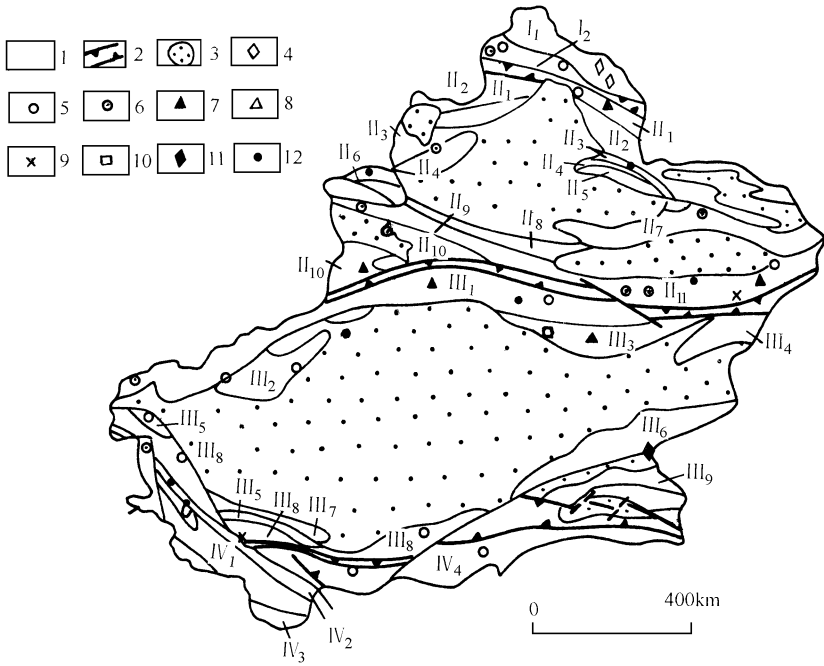 1 2 3 4
5 6 7 8
9 10 11 12
I₁
I₂
II₂
II₁
II₁
II₃
II₃
II₂
II₄
II₄
II₅
II₆
II₉
II₈
II₇
II₁₀
II₁₀
II₁₁
III₁
III₃
III₄
III₂
III₅
III₆
III₈
III₉
III₅
III₈
III₇
III₈
IV₁
IV₄
IV₂
IV₃
0 400km